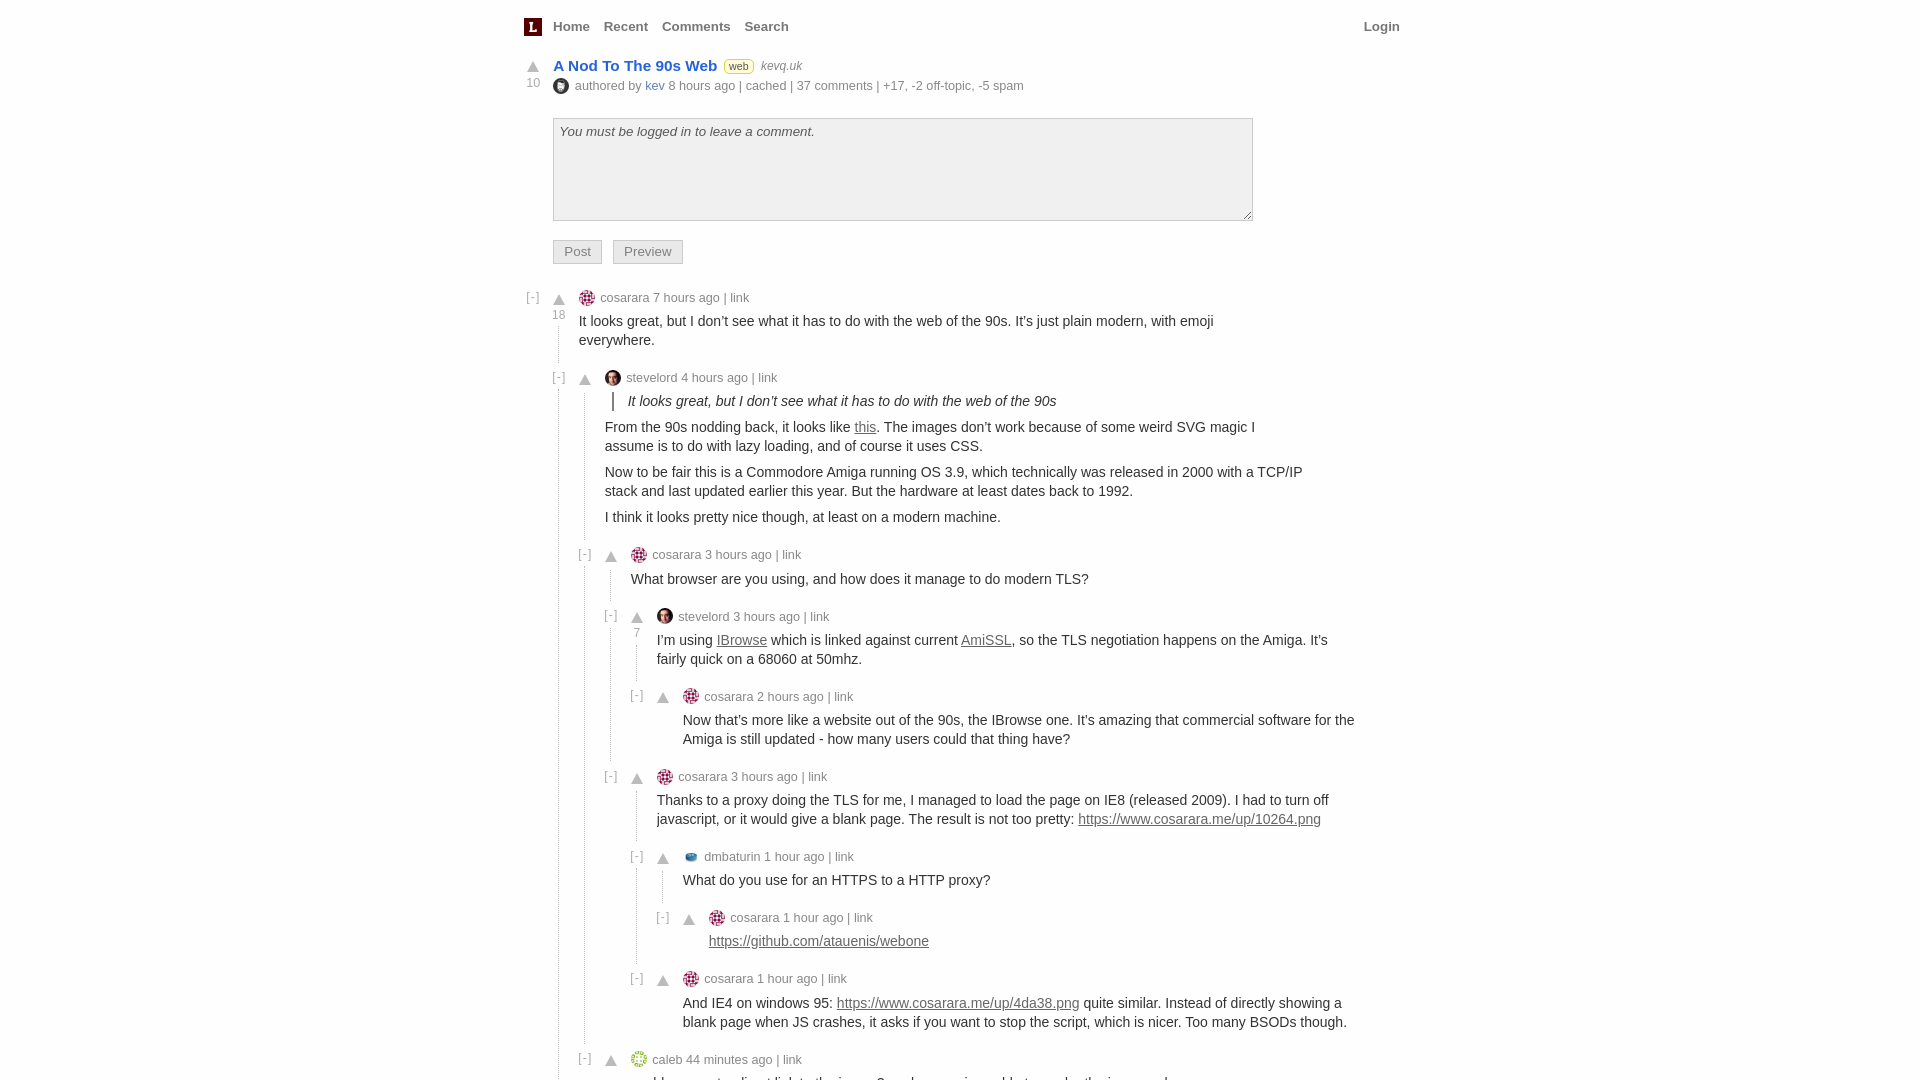 L Home Recent Comments Search Login
A Nod To The 90s Web web kevq.uk
10 authored by kev 8 hours ago | cached | 37 comments | +17, -2 off-topic, -5 spam
You must be logged in to leave a comment.
Post Preview
[-] cosarara 7 hours ago | link
18
It looks great, but I don’t see what it has to do with the web of the 90s. It’s just plain modern, with emoji
everywhere.
[-] stevelord 4 hours ago | link
It looks great, but I don’t see what it has to do with the web of the 90s
From the 90s nodding back, it looks like this. The images don’t work because of some weird SVG magic I
assume is to do with lazy loading, and of course it uses CSS.
Now to be fair this is a Commodore Amiga running OS 3.9, which technically was released in 2000 with a TCP/IP
stack and last updated earlier this year. But the hardware at least dates back to 1992.
I think it looks pretty nice though, at least on a modern machine.
[-] cosarara 3 hours ago | link
What browser are you using, and how does it manage to do modern TLS?
[-] stevelord 3 hours ago | link
7
I’m using IBrowse which is linked against current AmiSSL, so the TLS negotiation happens on the Amiga. It’s
fairly quick on a 68060 at 50mhz.
[-] cosarara 2 hours ago | link
Now that’s more like a website out of the 90s, the IBrowse one. It’s amazing that commercial software for the
Amiga is still updated - how many users could that thing have?
[-] cosarara 3 hours ago | link
Thanks to a proxy doing the TLS for me, I managed to load the page on IE8 (released 2009). I had to turn off
javascript, or it would give a blank page. The result is not too pretty: https://www.cosarara.me/up/10264.png
[-] dmbaturin 1 hour ago | link
What do you use for an HTTPS to a HTTP proxy?
[-] cosarara 1 hour ago | link
https://github.com/atauenis/webone
[-] cosarara 1 hour ago | link
And IE4 on windows 95: https://www.cosarara.me/up/4da38.png quite similar. Instead of directly showing a
blank page when JS crashes, it asks if you want to stop the script, which is nicer. Too many BSODs though.
[-] caleb 44 minutes ago | link